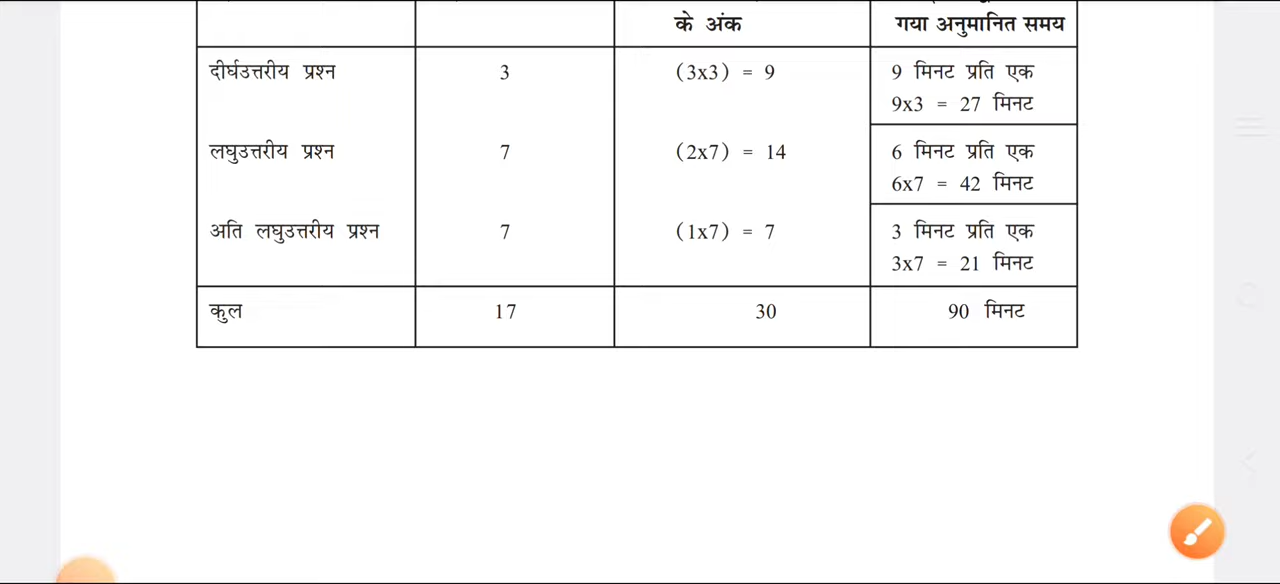 के अंक गया अनुमानित समय
दीर्घउत्तरीय प्रश्न 3 (3x3) = 9 9 मिनट प्रति एक
9x3 = 27 मिनट
लघुउत्तरीय प्रश्न 7 (2x7) = 14 6 मिनट प्रति एक
6x7 = 42 मिनट
अति लघुउत्तरीय प्रश्न 7 (1x7) = 7 3 मिनट प्रति एक
3x7 = 21 मिनट
कुल 17 30 90 मिनट